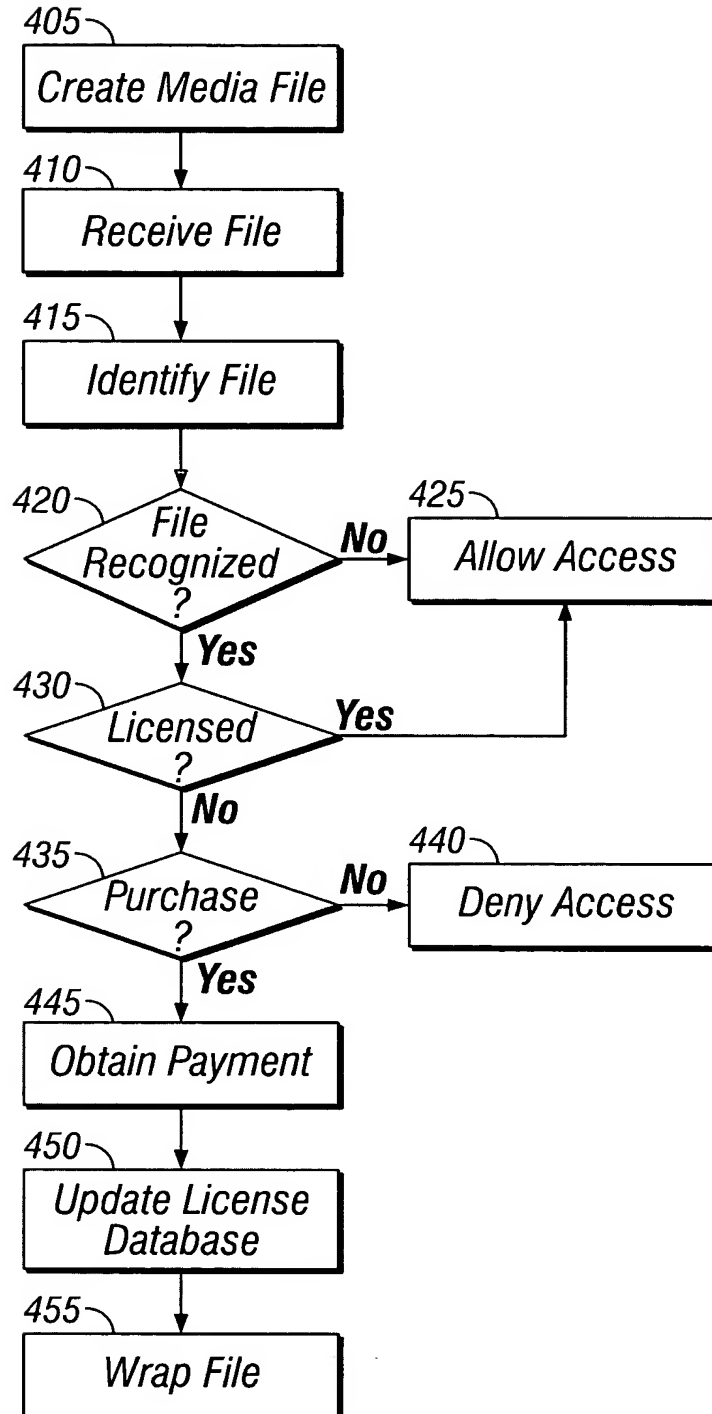 405
Create Media File
410
Receive File
415
Identify File
420
File
Recognized
?
No
425
Allow Access
Yes
430
Licensed
?
Yes
No
435
Purchase
?
No
440
Deny Access
Yes
445
Obtain Payment
450
Update License
Database
455
Wrap File